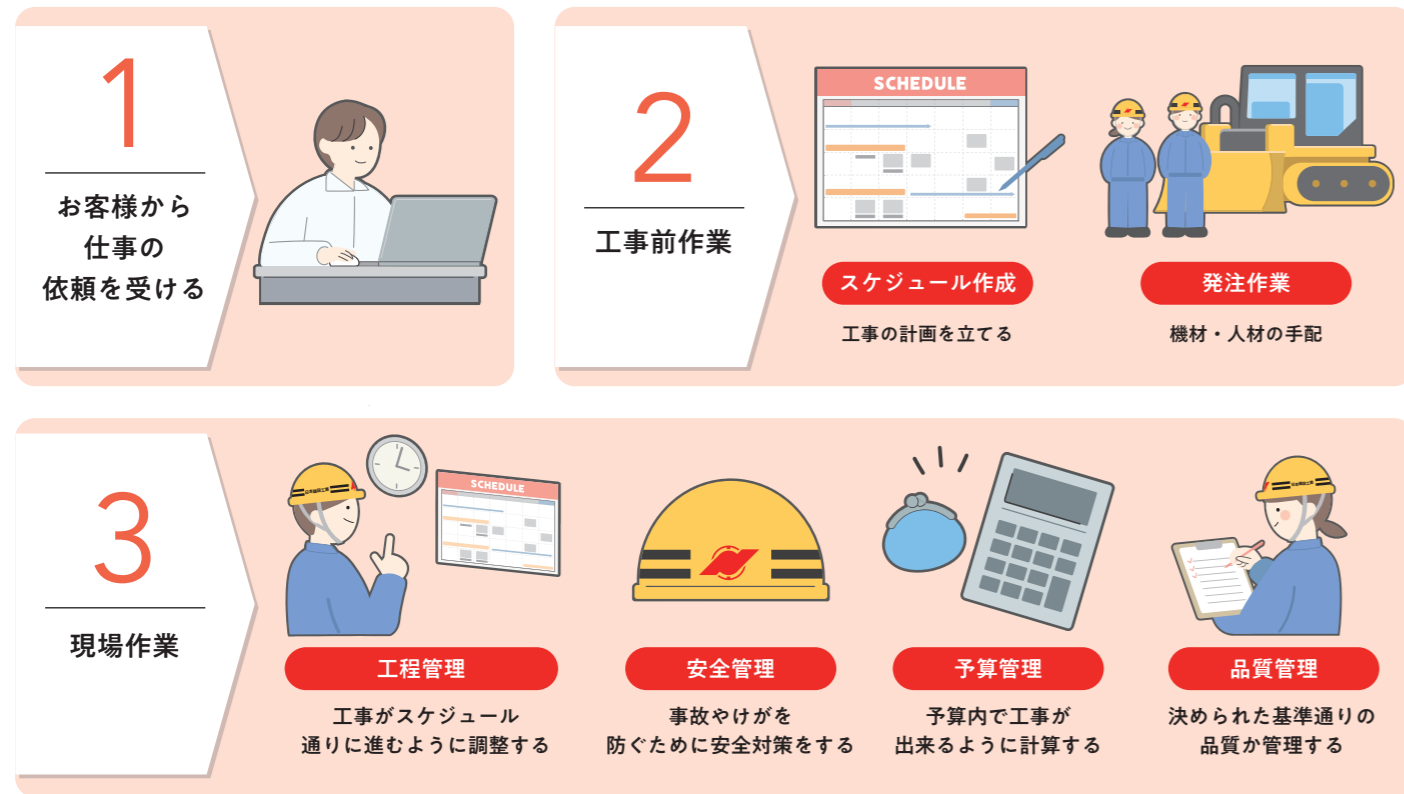 1
お客様から
仕事の
依頼を受ける
2
工事前作業
SCHEDULE
スケジュール作成
工事の計画を立てる
発注作業
機材・人材の手配
3
現場作業
SCHEDULE
工程管理
工事がスケジュール
通りに進むように調整する
安全管理
事故やけがを
防ぐために安全対策をする
予算管理
予算内で工事が
出来るように計算する
品質管理
決められた基準通りの
品質か管理する